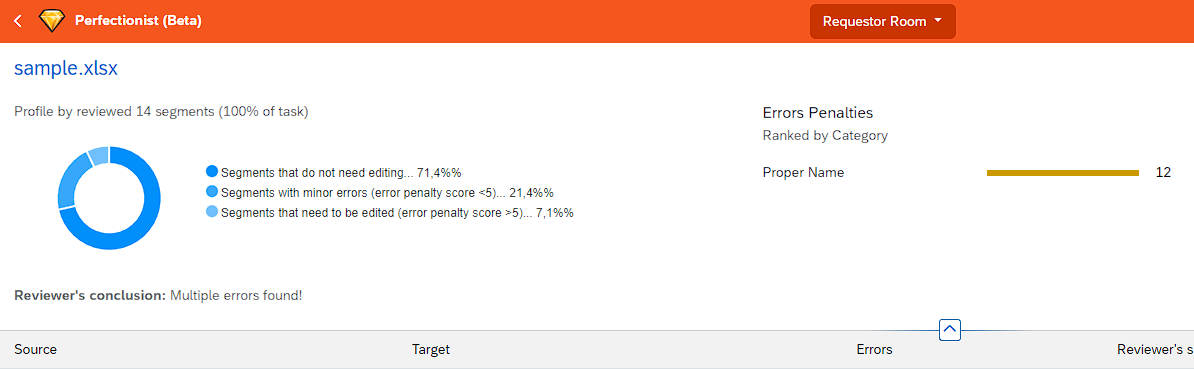 Perfectionist (Beta)
Requestor Room
sample.xlsx
Profile by reviewed 14 segments (100% of task)
Segments that do not need editing... 71,4%%
Segments with minor errors (error penalty score <5)... 21,4%%
Segments that need to be edited (error penalty score >5)... 7,1%%
Errors Penalties
Ranked by Category
Proper Name 12
Reviewer's conclusion: Multiple errors found!
Source Target Errors Reviewer's s